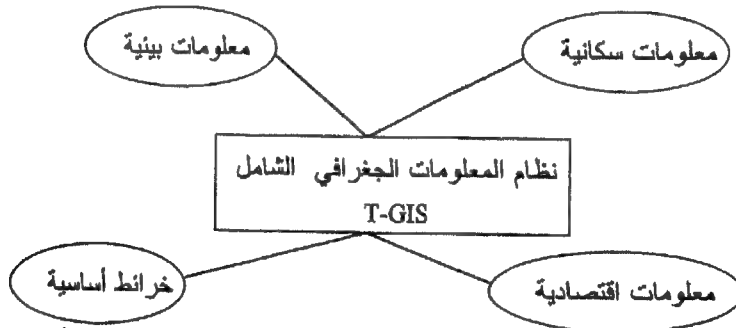 معلومات سكانية
معلومات بيئية
نظام المعلومات الجغرافي الشامل
T-GIS
خرائط أساسية
معلومات اقتصادية